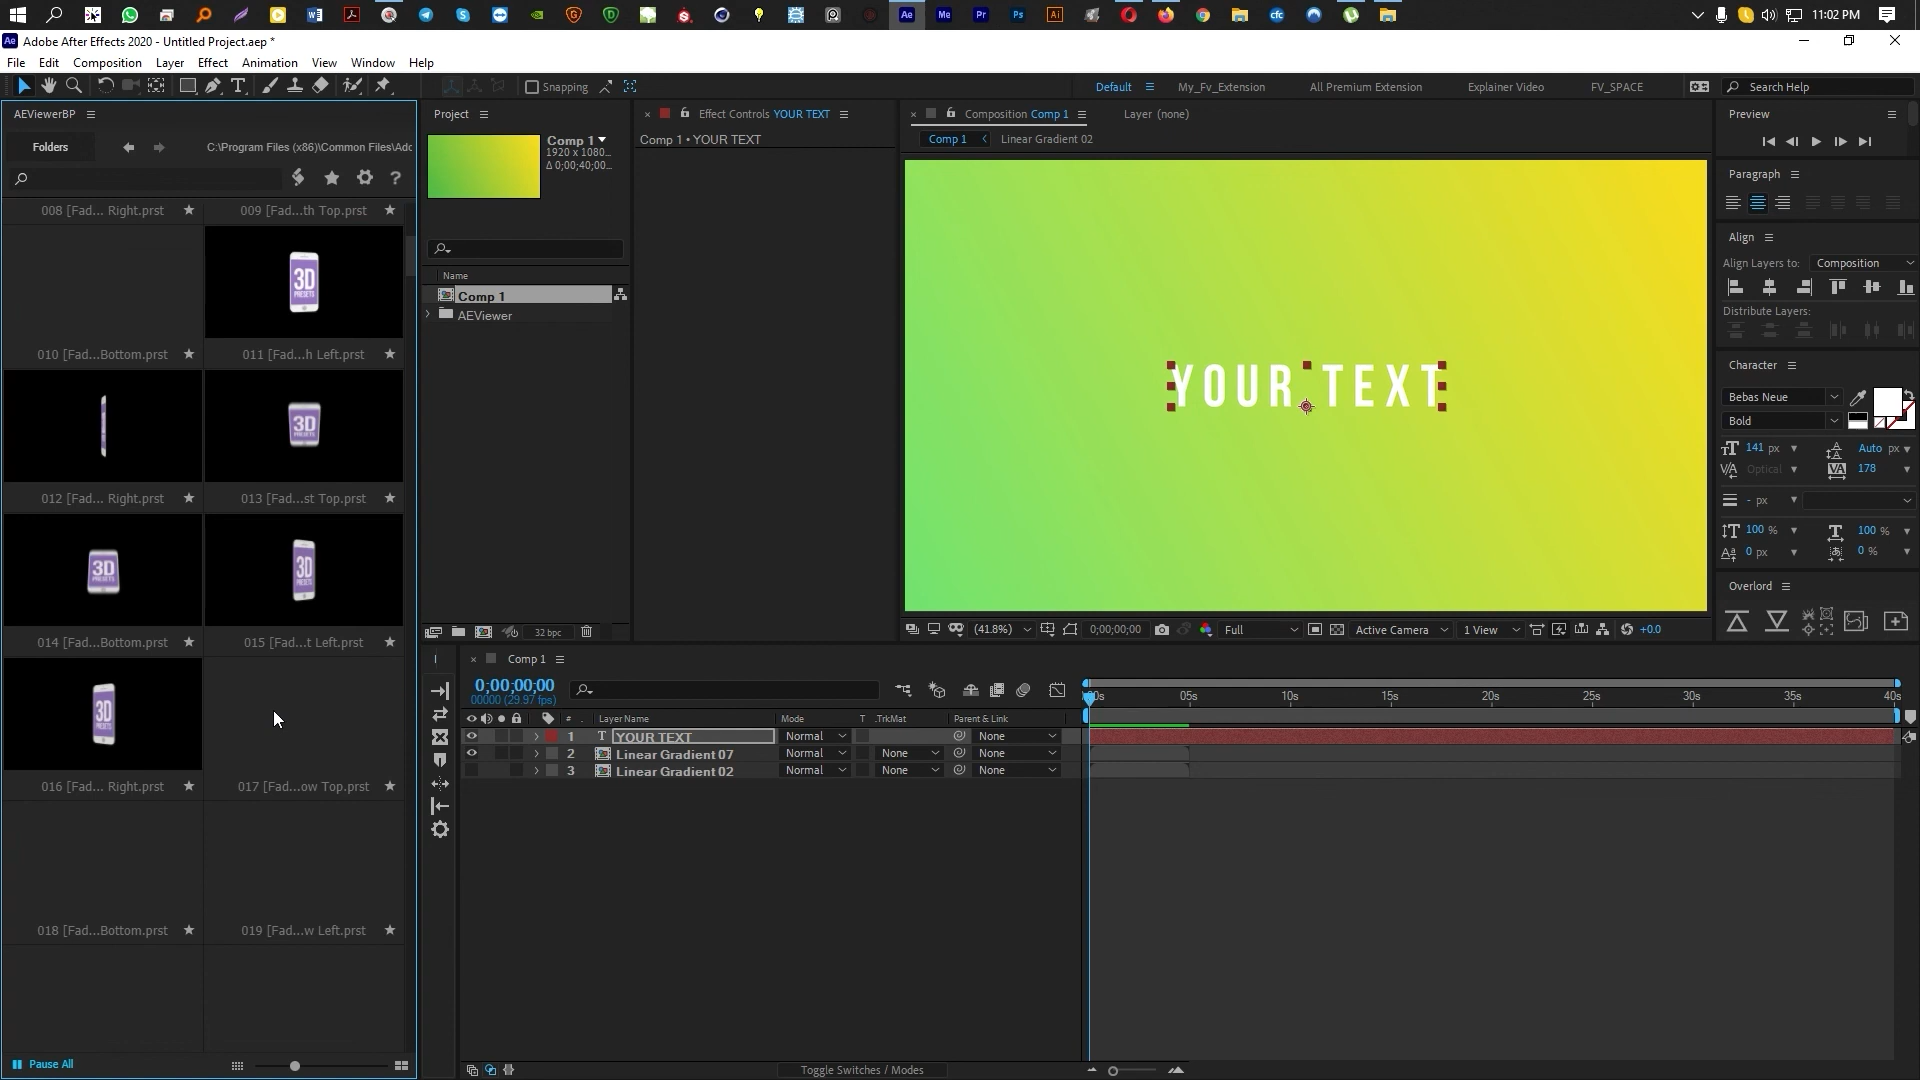 11:02 PM
Adobe After Effects 2020 - Untitled Project.aep *
File Edit Composition Layer Effect Animation View Window Help
Snapping
Default My_Fv_Extension All Premium Extension Explainer Video FV_SPACE Search Help
AEViewerBP
Folders
C:\Program Files (x86)\Common Files\Adc
008 [Fad... Right.prst
009 [Fad...th Top.prst
010 [Fad...Bottom.prst
011 [Fad...h Left.prst
012 [Fad... Right.prst
013 [Fad...st Top.prst
014 [Fad...Bottom.prst
015 [Fad...t Left.prst
016 [Fad... Right.prst
017 [Fad...ow Top.prst
018 [Fad...Bottom.prst
019 [Fad...w Left.prst
3D
PRESETS
3D
PRESETS
3D
PRESETS
3D
PRESETS
3D
PRESETS
Pause All
Project
Comp 1
1920 x 1080...
Δ 0;00;40;00...
Name
Comp 1
AEViewer
32 bpc
Effect Controls YOUR TEXT
Comp 1 • YOUR TEXT
Composition Comp 1
Layer (none)
Comp 1
Linear Gradient 02
YOUR TEXT
(41.8%)
0;00;00;00
Full
Active Camera
1 View
+0.0
Preview
Paragraph
Align
Align Layers to: Composition
Distribute Layers:
Character
Bebas Neue
Bold
141 px
Auto px
Optical
178
- px
100 %
100 %
0 px
0 %
Overlord
Comp 1
0;00;00;00
00000 (29.97 fps)
05s 10s 15s 20s 25s 30s 35s 40s
# Layer Name Mode T .TrkMat Parent & Link
1 T YOUR TEXT Normal None
2 Linear Gradient 07 Normal None None
3 Linear Gradient 02 Normal None None
Toggle Switches / Modes